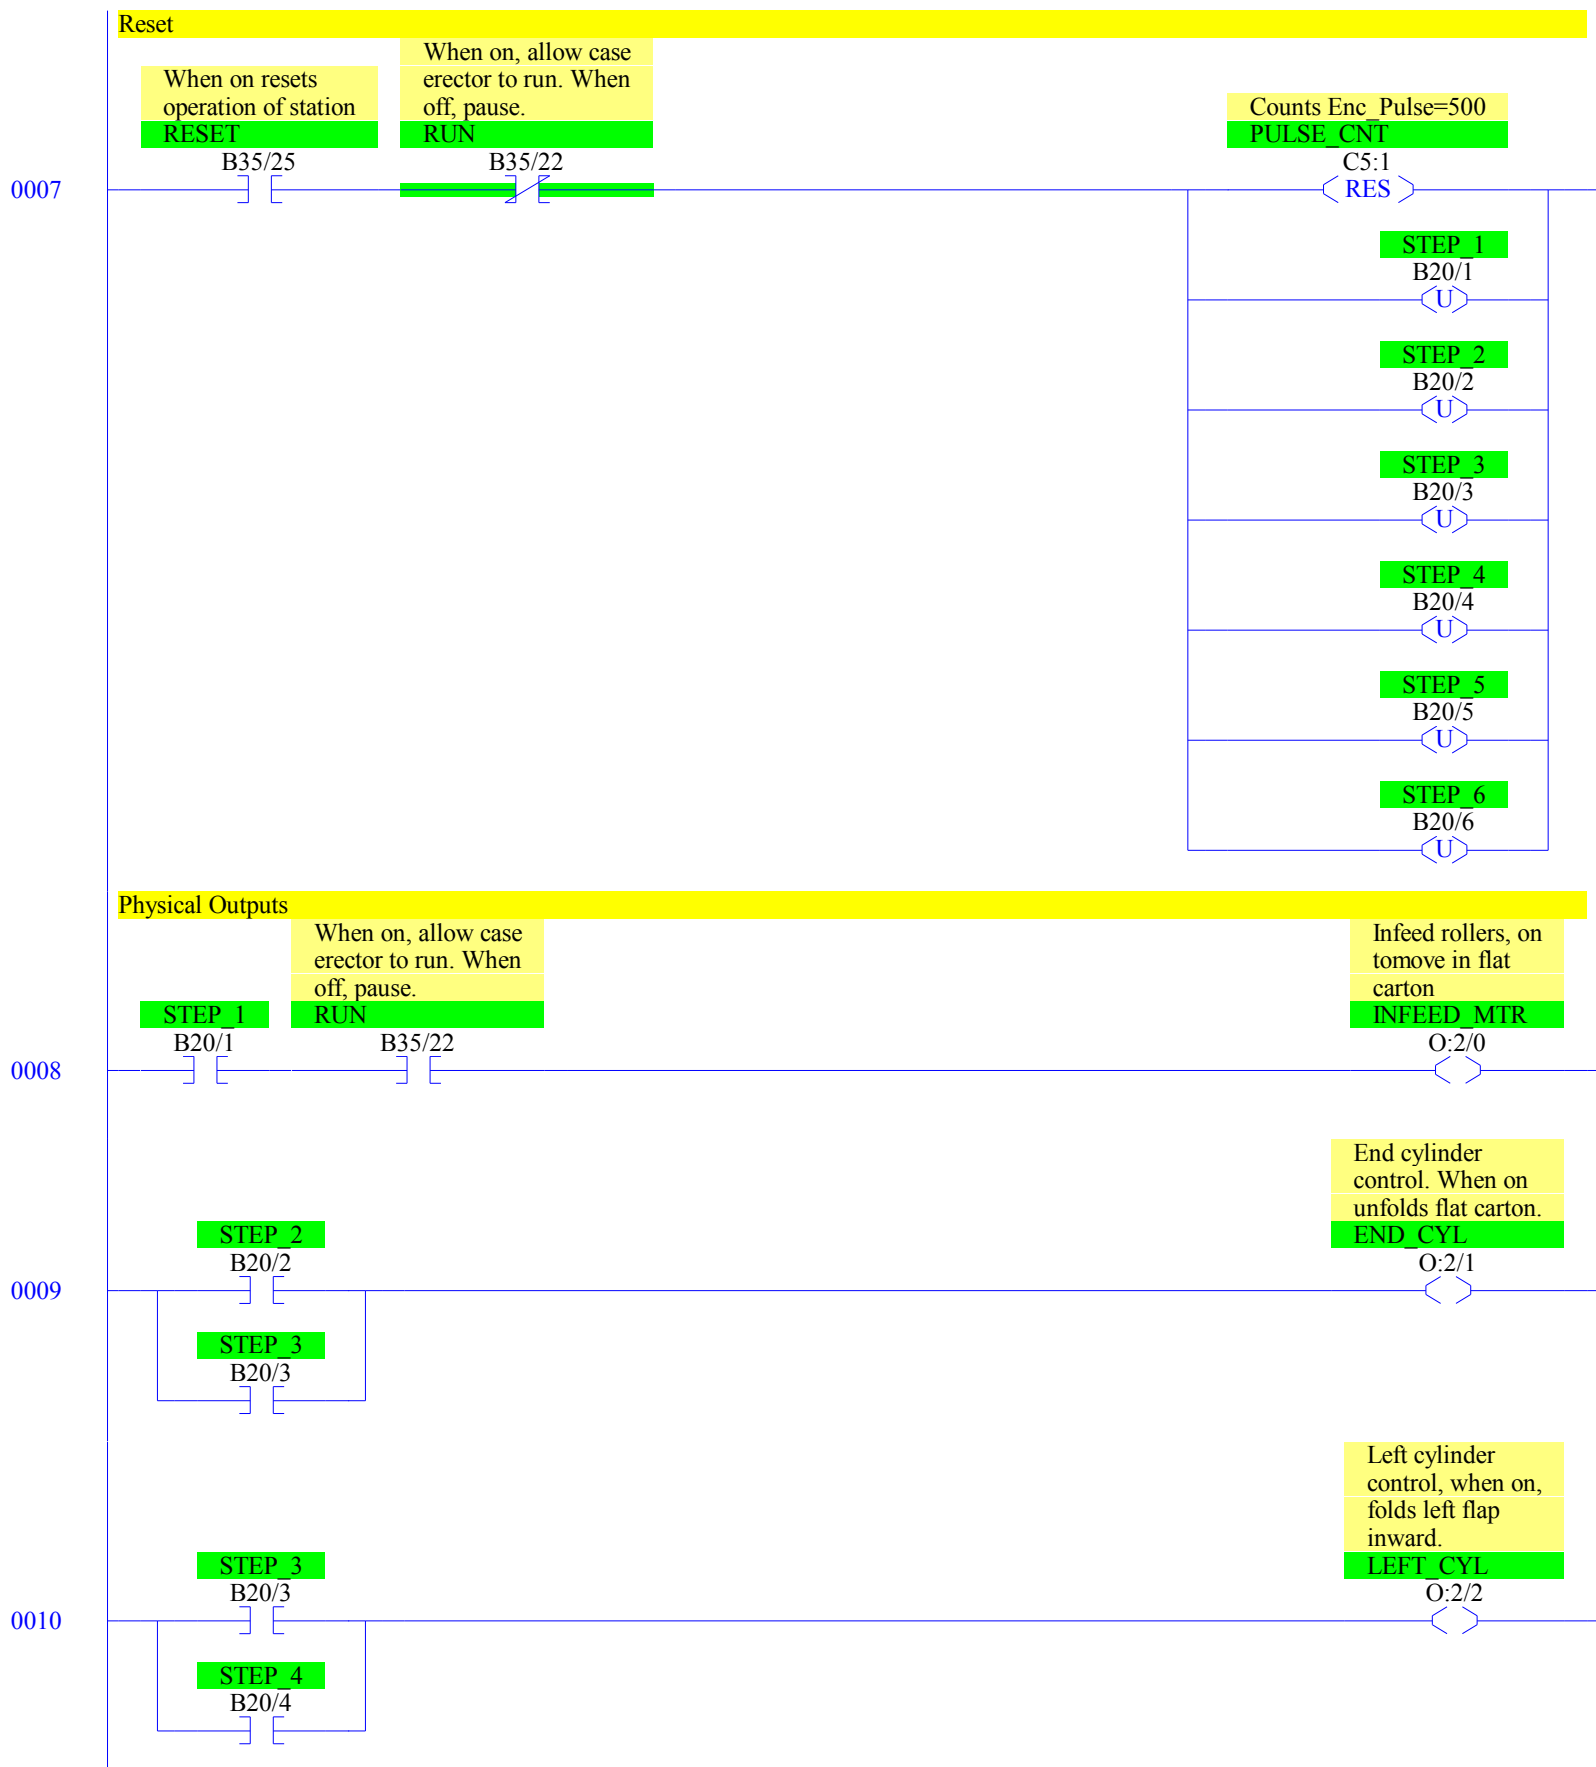 Reset
When on resets
operation of station
RESET
B35/25
When on, allow case
erector to run. When
off, pause.
RUN
B35/22
Counts Enc_Pulse=500
PULSE_CNT
C5:1
0007
RES
STEP_1
B20/1
U
STEP_2
B20/2
U
STEP_3
B20/3
U
STEP_4
B20/4
U
STEP_5
B20/5
U
STEP_6
B20/6
U
Physical Outputs
STEP_1
B20/1
When on, allow case
erector to run. When
off, pause.
RUN
B35/22
Infeed rollers, on
tomove in flat
carton
INFEED_MTR
O:2/0
0008
End cylinder
control. When on
unfolds flat carton.
END_CYL
O:2/1
STEP_2
B20/2
0009
STEP_3
B20/3
Left cylinder
control, when on,
folds left flap
inward.
LEFT_CYL
O:2/2
STEP_3
B20/3
0010
STEP_4
B20/4